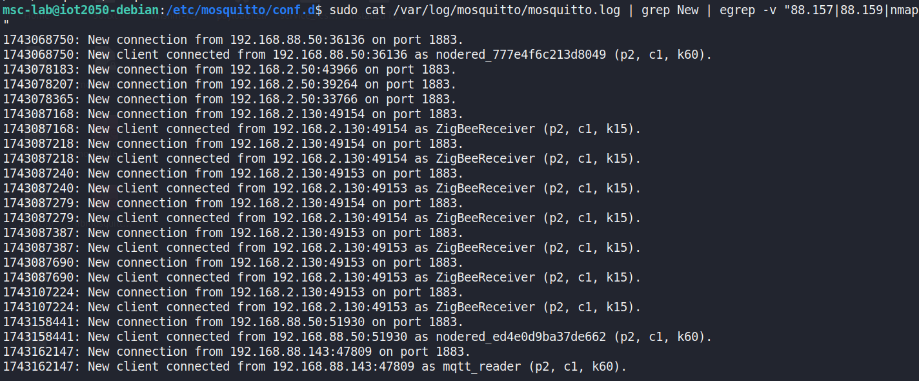 msc-lab@iot2050-debian:/etc/mosquitto/conf.d$ sudo cat /var/log/mosquitto/mosquitto.log | grep New | egrep -v "88.157|88.159|nmap
"
1743068750: New connection from 192.168.88.50:36136 on port 1883.
1743068750: New client connected from 192.168.88.50:36136 as nodered_777e4f6c213d8049 (p2, c1, k60).
1743078183: New connection from 192.168.2.50:43966 on port 1883.
1743078207: New connection from 192.168.2.50:39264 on port 1883.
1743078365: New connection from 192.168.2.50:33766 on port 1883.
1743087168: New connection from 192.168.2.130:49154 on port 1883.
1743087168: New client connected from 192.168.2.130:49154 as ZigBeeReceiver (p2, c1, k15).
1743087218: New connection from 192.168.2.130:49154 on port 1883.
1743087218: New client connected from 192.168.2.130:49154 as ZigBeeReceiver (p2, c1, k15).
1743087240: New connection from 192.168.2.130:49153 on port 1883.
1743087240: New client connected from 192.168.2.130:49153 as ZigBeeReceiver (p2, c1, k15).
1743087279: New connection from 192.168.2.130:49154 on port 1883.
1743087279: New client connected from 192.168.2.130:49154 as ZigBeeReceiver (p2, c1, k15).
1743087387: New connection from 192.168.2.130:49153 on port 1883.
1743087387: New client connected from 192.168.2.130:49153 as ZigBeeReceiver (p2, c1, k15).
1743087690: New connection from 192.168.2.130:49153 on port 1883.
1743087690: New client connected from 192.168.2.130:49153 as ZigBeeReceiver (p2, c1, k15).
1743107224: New connection from 192.168.2.130:49153 on port 1883.
1743107224: New client connected from 192.168.2.130:49153 as ZigBeeReceiver (p2, c1, k15).
1743158441: New connection from 192.168.88.50:51930 on port 1883.
1743158441: New client connected from 192.168.88.50:51930 as nodered_ed4e0d9ba37de662 (p2, c1, k60).
1743162147: New connection from 192.168.88.143:47809 on port 1883.
1743162147: New client connected from 192.168.88.143:47809 as mqtt_reader (p2, c1, k60).